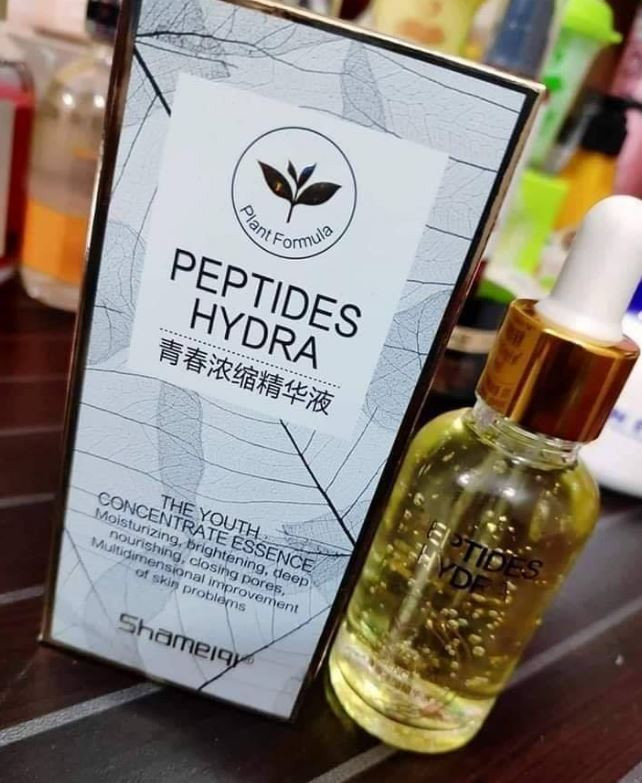 Plant Formula
PEPTIDES
HYDRA
青春浓缩精华液
THE YOUTH
CONCENTRATE ESSENCE
Moisturizing, brightening, deep
nourishing, closing pores,
Multidimensional improvement
of skin problems
Shameiqi®
PTIDES
HYD